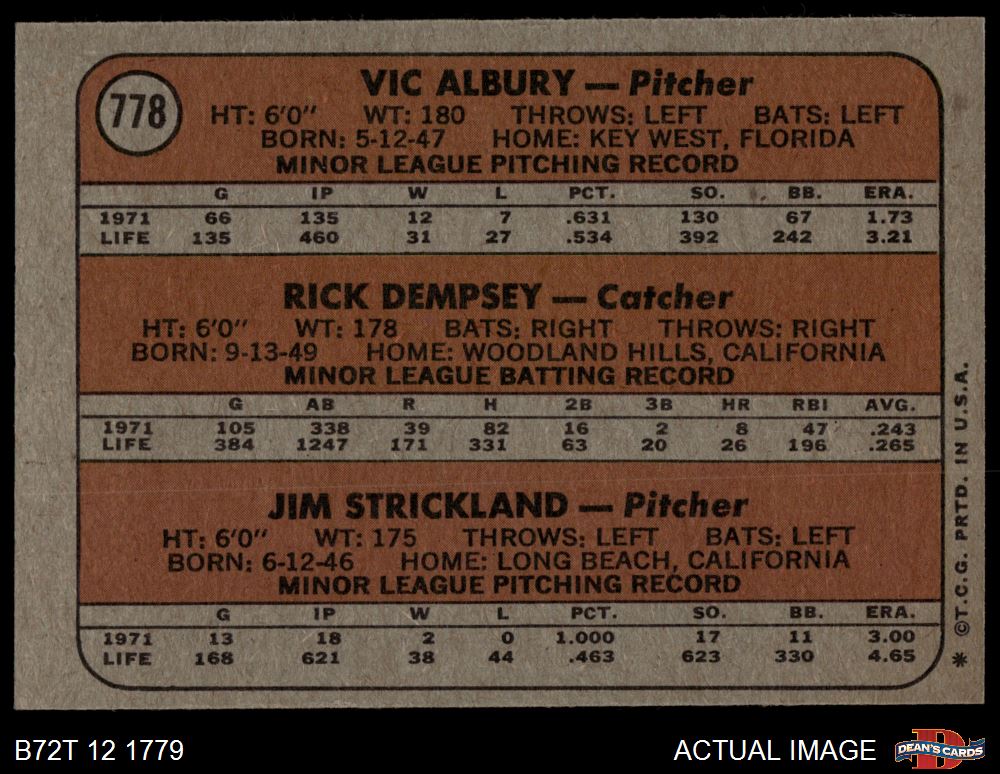 778
VIC ALBURY — Pitcher
HT: 6'0" WT: 180 THROWS: LEFT BATS: LEFT
BORN: 5-12-47 HOME: KEY WEST, FLORIDA
MINOR LEAGUE PITCHING RECORD
G IP W L PCT. SO. BB. ERA.
1971 66 135 12 7 .631 130 67 1.73
LIFE 135 460 31 27 .534 392 242 3.21
RICK DEMPSEY — Catcher
HT: 6'0" WT: 178 BATS: RIGHT THROWS: RIGHT
BORN: 9-13-49 HOME: WOODLAND HILLS, CALIFORNIA
MINOR LEAGUE BATTING RECORD
G AB R H 2B 3B HR RBI AVG.
1971 105 338 39 82 16 2 8 47 .243
LIFE 384 1247 171 331 63 20 26 196 .265
JIM STRICKLAND — Pitcher
HT: 6'0" WT: 175 THROWS: LEFT BATS: LEFT
BORN: 6-12-46 HOME: LONG BEACH, CALIFORNIA
MINOR LEAGUE PITCHING RECORD
G IP W L PCT. SO. BB. ERA.
1971 13 18 2 0 1.000 17 11 3.00
LIFE 168 621 38 44 .463 623 330 4.65
* ©T.C.G. PRTD. IN U.S.A.
B72T 12 1779
ACTUAL IMAGE
D
DEAN'S CARDS